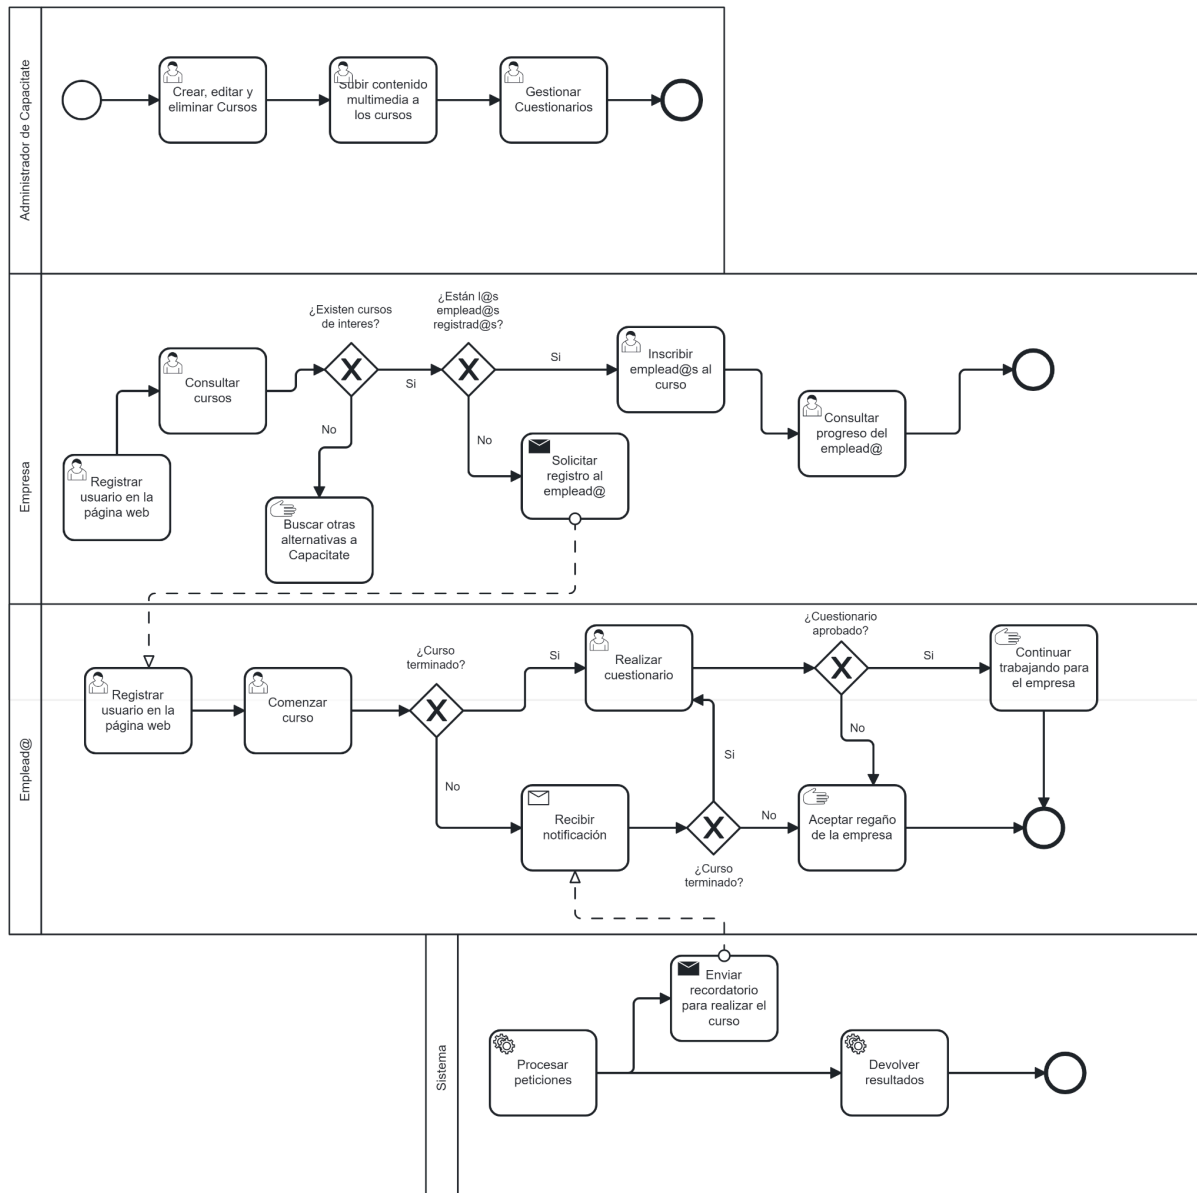 Administrador de Capacitate
Crear, editar y
eliminar Cursos
Subir contenido
multimedia a
los cursos
Gestionar
Cuestionarios
Empresa
Registrar
usuario en la
página web
Consultar
cursos
¿Existen cursos
de interes?
Si
No
Buscar otras
alternativas a
Capacitate
¿Están l@s
emplead@s
registrad@s?
Si
No
Solicitar
registro al
emplead@
Inscribir
emplead@s al
curso
Consultar
progreso del
emplead@
Emplead@
Registrar
usuario en la
página web
Comenzar
curso
¿Curso
terminado?
Si
No
Realizar
cuestionario
Recibir
notificación
¿Curso
terminado?
Si
No
¿Cuestionario
aprobado?
Si
No
Continuar
trabajando para
el empresa
Aceptar regaño
de la empresa
Sistema
Procesar
peticiones
Enviar
recordatorio
para realizar el
curso
Devolver
resultados